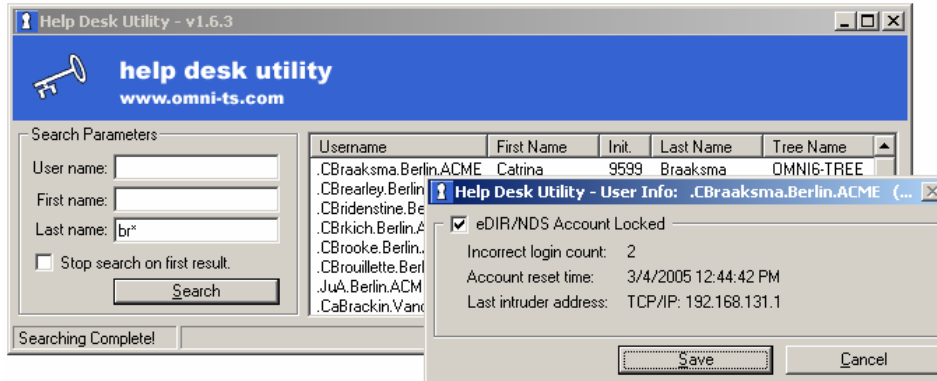 Help Desk Utility - v1.6.3
help desk utility
www.omni-ts.com
Search Parameters
User name:
First name:
Last name: br*
Stop search on first result.
Search
Searching Complete!
Username First Name Init. Last Name Tree Name
.CBraaksma.Berlin.ACME Catrina 9599 Braaksma OMNI6-TREE
.CBrearley.Berlin
.CBridenstine.Be
.CBrkich.Berlin.A
.CBrooke.Berlin.
.CBrouillette.Berl
.JuA.Berlin.ACM
.CaBrackin.Vanc
Help Desk Utility - User Info: .CBraaksma.Berlin.ACME (...
eDIR/NDS Account Locked
Incorrect login count: 2
Account reset time: 3/4/2005 12:44:42 PM
Last intruder address: TCP/IP: 192.168.131.1
Save Cancel